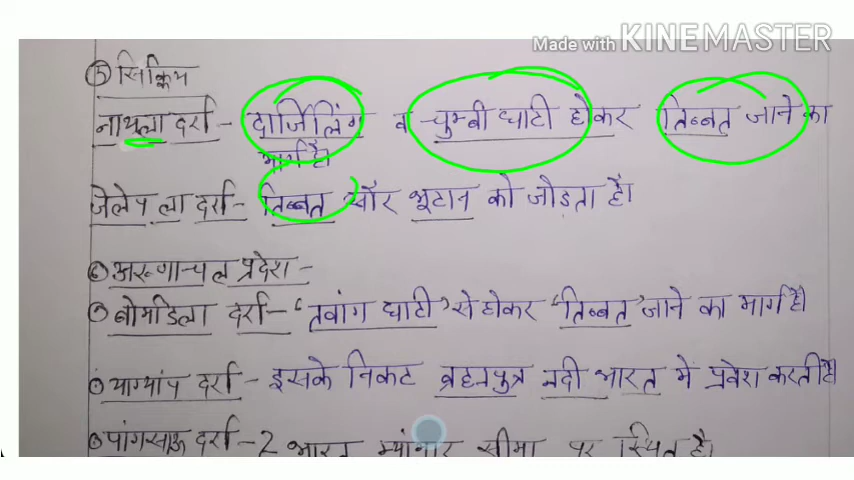 Made with KINEMASTER
⑤ सिक्किम
नाथूला दर्रा - दार्जिलिंग व चुम्बी घाटी होकर तिब्बत जाने का
मार्ग है।
जेलेप ला दर्रा - तिब्बत और भूटान को जोड़ता है।
⑥ अरुणाचल प्रदेश -
बोमडिला दर्रा - "तवांग घाटी" से होकर "तिब्बत" जाने का मार्ग है।
याग्यांप दर्रा - इसके निकट ब्रह्मपुत्र नदी भारत में प्रवेश करती है
पांगसाऊ दर्रा - 2 भारत म्यांमार सीमा पर स्थित है।